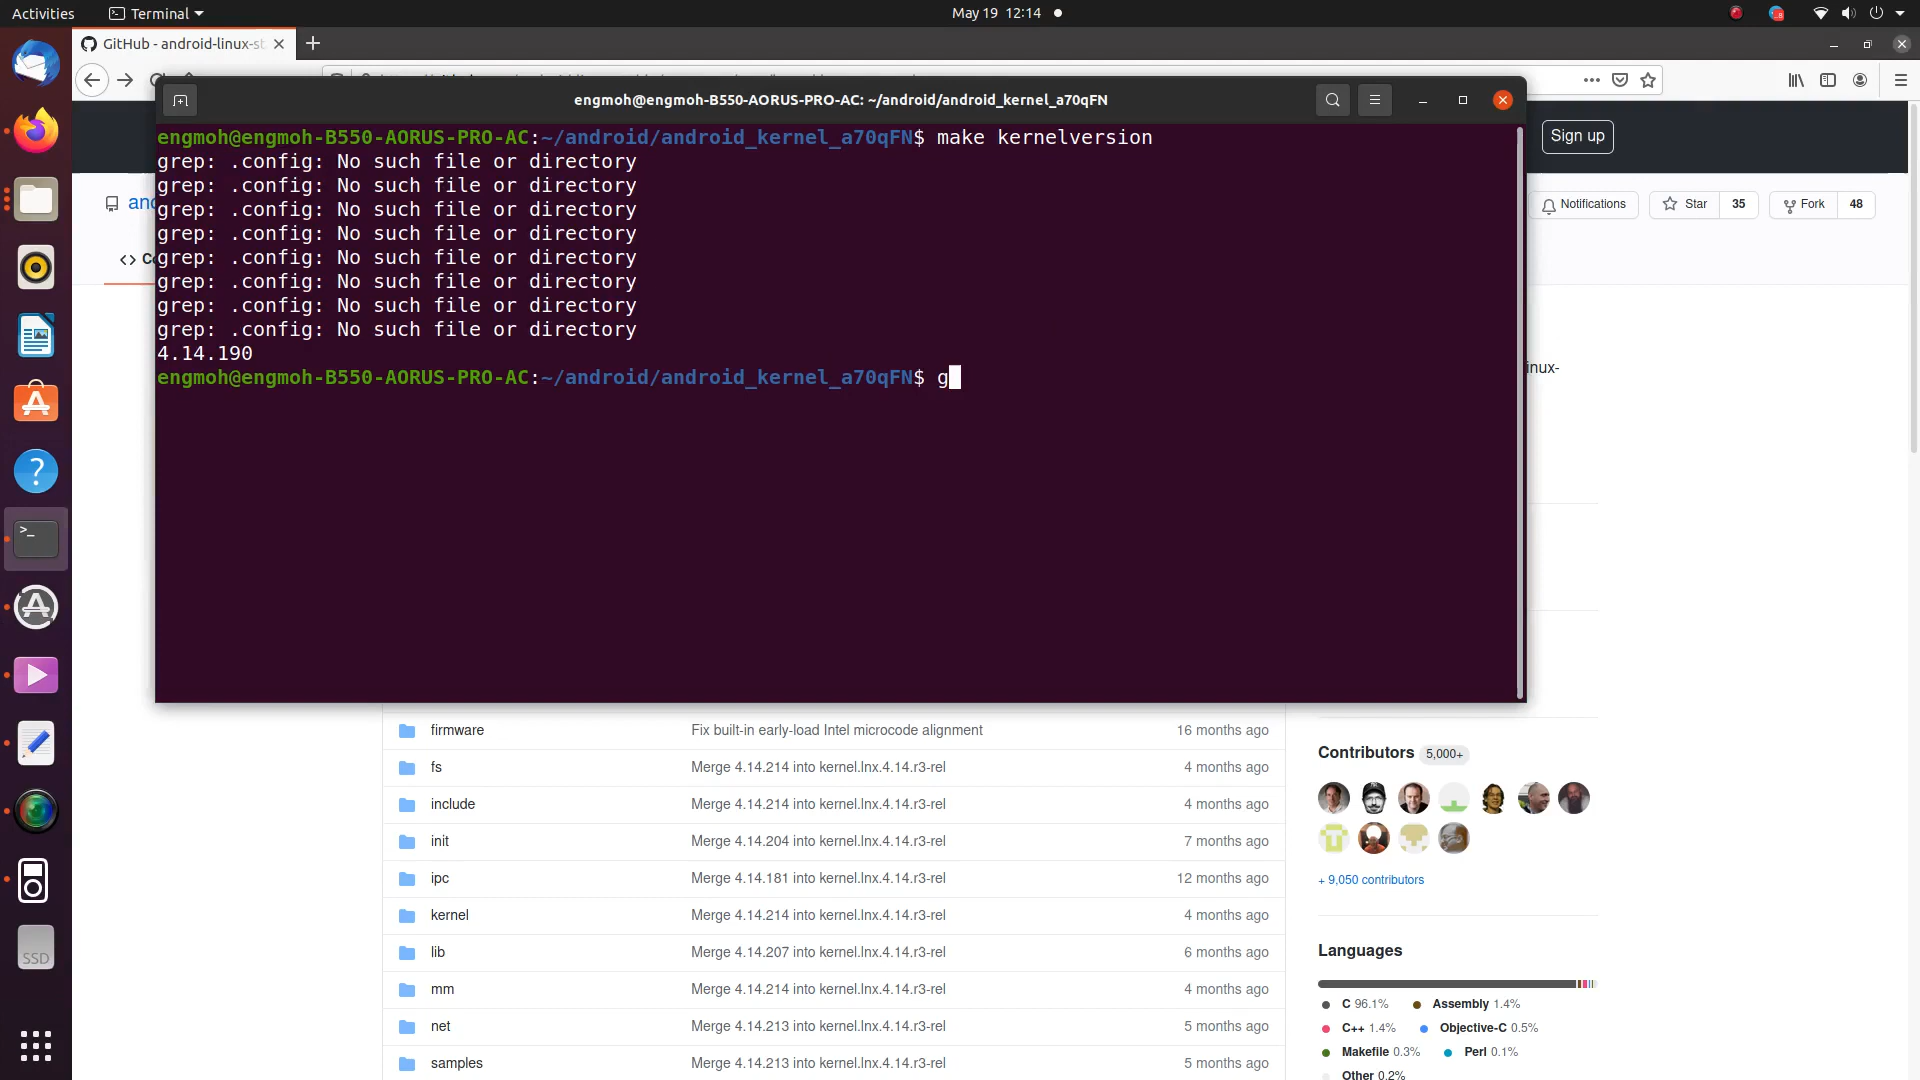 Activities
Terminal
May 19 12:14
GitHub - android-linux-st
engmoh@engmoh-B550-AORUS-PRO-AC: ~/android/android_kernel_a70qFN
engmoh@engmoh-B550-AORUS-PRO-AC:~/android/android_kernel_a70qFN$ make kernelversion
grep: .config: No such file or directory
grep: .config: No such file or directory
grep: .config: No such file or directory
grep: .config: No such file or directory
grep: .config: No such file or directory
grep: .config: No such file or directory
grep: .config: No such file or directory
grep: .config: No such file or directory
4.14.190
engmoh@engmoh-B550-AORUS-PRO-AC:~/android/android_kernel_a70qFN$ g
Sign up
Notifications
Star 35
Fork 48
and
Co
inux-
firmware Fix built-in early-load Intel microcode alignment 16 months ago
fs Merge 4.14.214 into kernel.lnx.4.14.r3-rel 4 months ago
include Merge 4.14.214 into kernel.lnx.4.14.r3-rel 4 months ago
init Merge 4.14.204 into kernel.lnx.4.14.r3-rel 7 months ago
ipc Merge 4.14.181 into kernel.lnx.4.14.r3-rel 12 months ago
kernel Merge 4.14.214 into kernel.lnx.4.14.r3-rel 4 months ago
lib Merge 4.14.207 into kernel.lnx.4.14.r3-rel 6 months ago
mm Merge 4.14.214 into kernel.lnx.4.14.r3-rel 4 months ago
net Merge 4.14.213 into kernel.lnx.4.14.r3-rel 5 months ago
samples Merge 4.14.213 into kernel.lnx.4.14.r3-rel 5 months ago
Contributors 5,000+
+ 9,050 contributors
Languages
C 96.1% Assembly 1.4%
C++ 1.4% Objective-C 0.5%
Makefile 0.3% Perl 0.1%
Other 0.2%
SSD